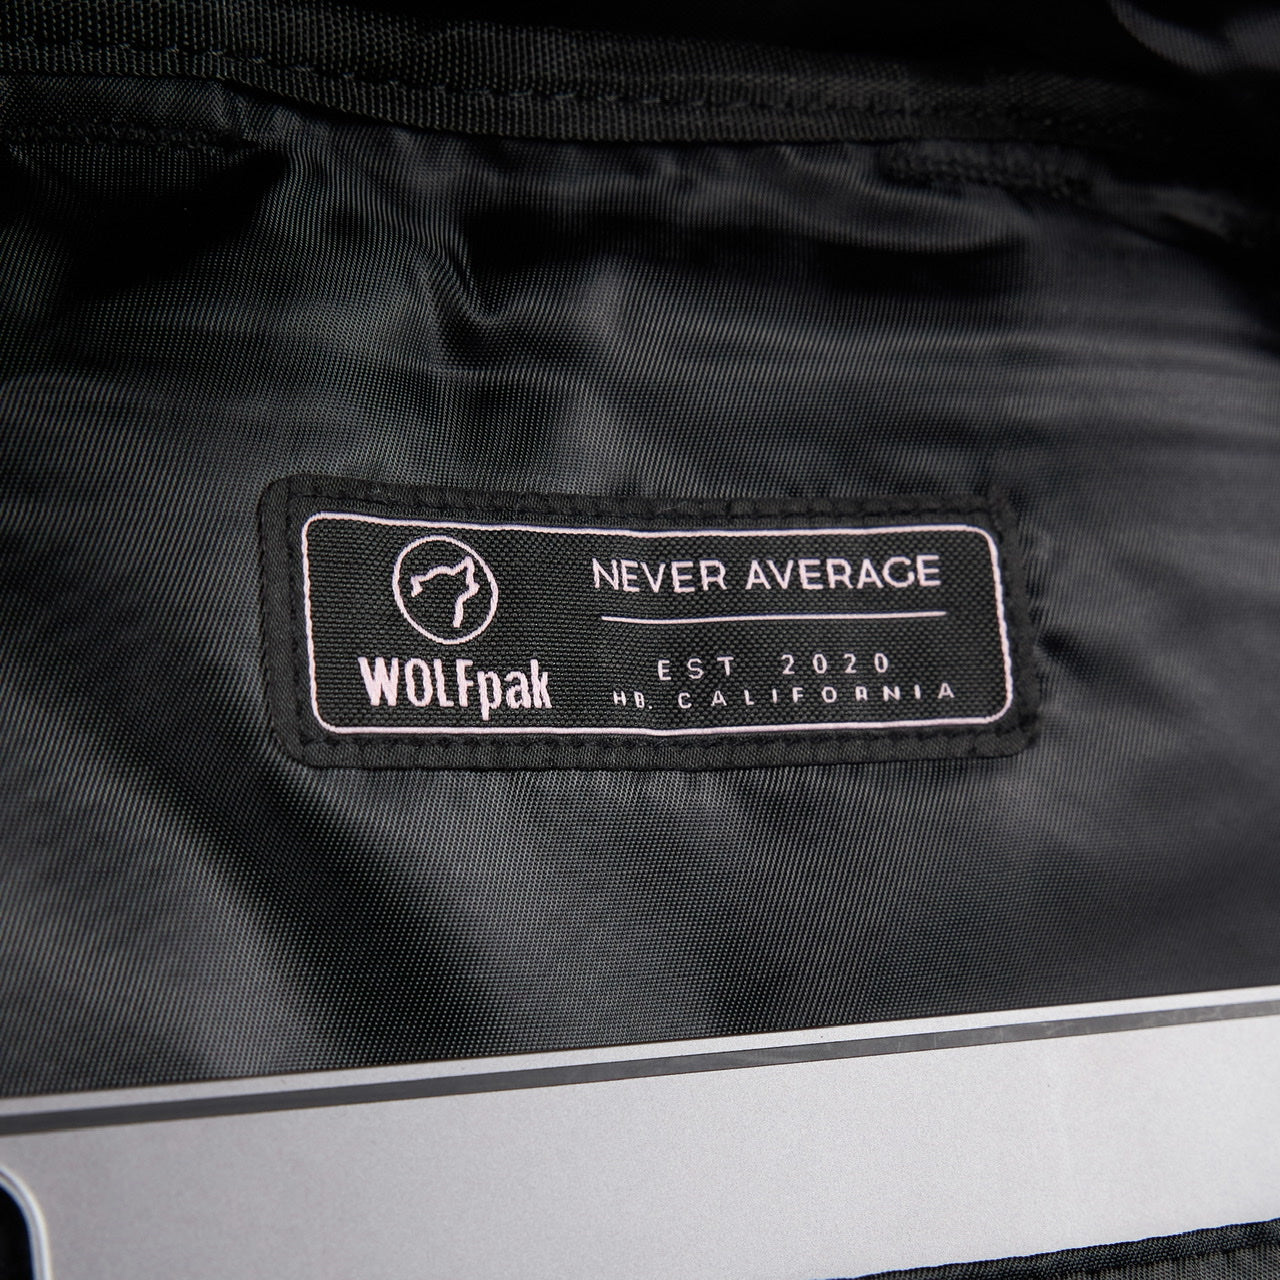 WOLFpak
NEVER AVERAGE
EST 2020
HB. CALIFORNIA